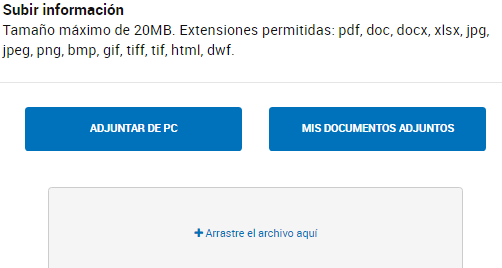 Subir información
Tamaño máximo de 20MB. Extensiones permitidas: pdf, doc, docx, xlsx, jpg,
jpeg, png, bmp, gif, tiff, tif, html, dwf.
ADJUNTAR DE PC
MIS DOCUMENTOS ADJUNTOS
+ Arrastre el archivo aquí